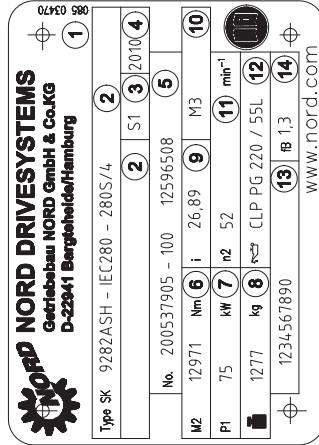 085 03470
NORD
NORD DRIVESYSTEMS
Getriebebau NORD GmbH & Co.KG
D-22941 Bargteheide/Hamburg
1
Type SK 9282ASH - IEC280 - 280S/4 2
2 S1 3 2010 4
No. 200537905 - 100 12596508 5
M2 12971 Nm 6 i 26,89 9 M3 10
P1 75 kW 7 n2 52 11 min⁻¹
1277 kg 8 CLP PG 220 / 55L 12
1234567890 13 fB 1,3 14
www.nord.com